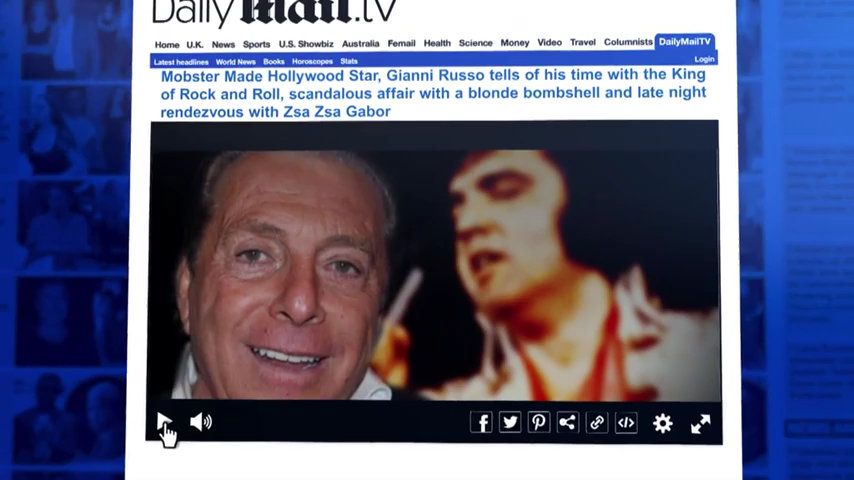 Daily Mail.tv
Home U.K. News Sports U.S. Showbiz Australia Femail Health Science Money Video Travel Columnists DailyMailTV
Latest headlines World News Books Horoscopes Stats Login
Mobster Made Hollywood Star, Gianni Russo tells of his time with the King
of Rock and Roll, scandalous affair with a blonde bombshell and late night
rendezvous with Zsa Zsa Gabor